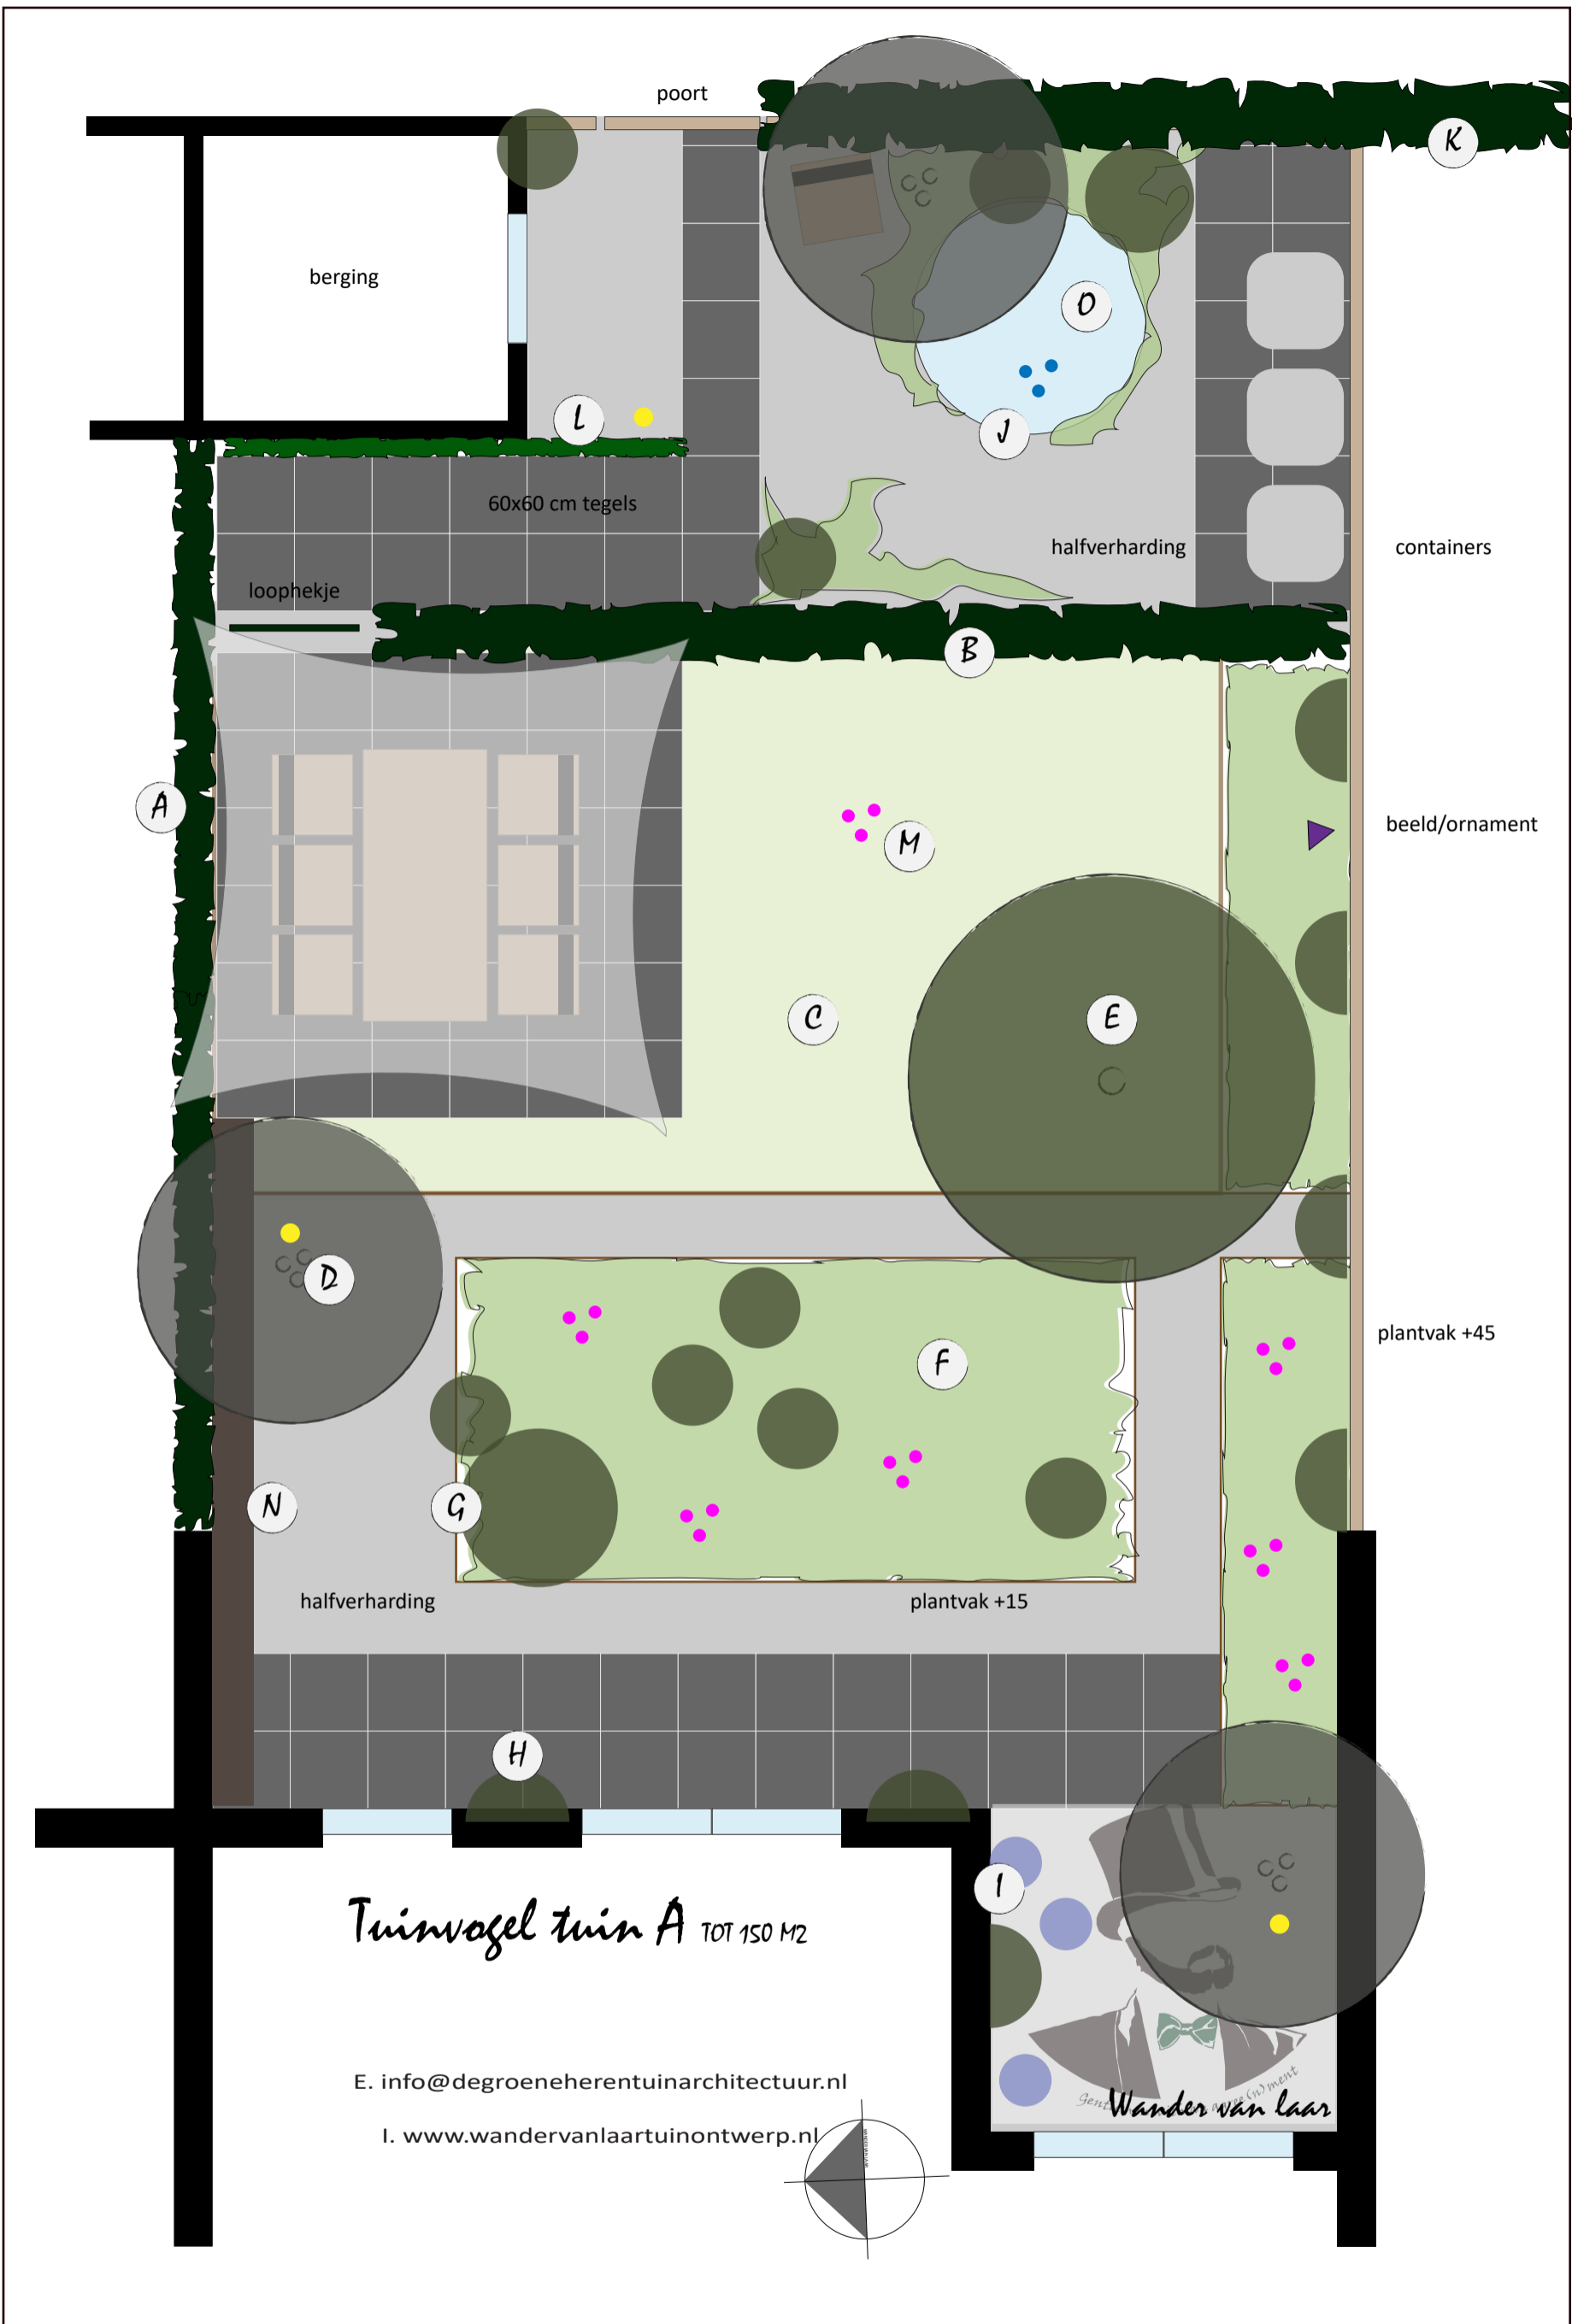 poort
K
berging
O
L
J
60x60 cm tegels
halfverharding
containers
loophekje
B
A
beeld/ornament
M
C
E
D
plantvak +45
F
N
G
halfverharding
plantvak +15
H
I
Tuinvogel tuin A TOT 150 M2
E. info@degroeneherentuinarchitectuur.nl
Wander van laar
I. www.wandervanlaartuinontwerp.nl